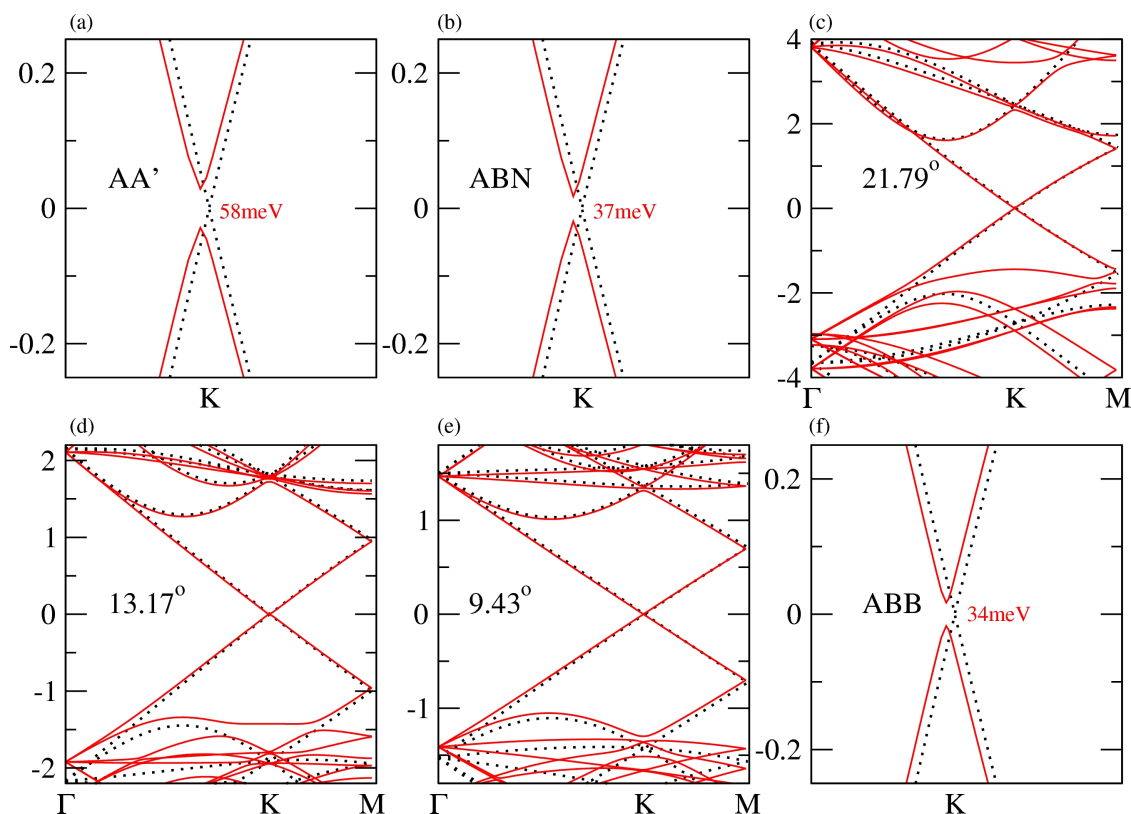 (a)
0.2
0
-0.2
AA’
58meV
K
(b)
0.2
0
-0.2
ABN
37meV
K
(c)
4
2
0
-2
-4
21.79°
Γ K M
(d)
2
1
0
-1
-2
13.17°
Γ K M
(e)
1
0
-1
9.43°
Γ K M
(f)
0.2
0
-0.2
ABB
34meV
K